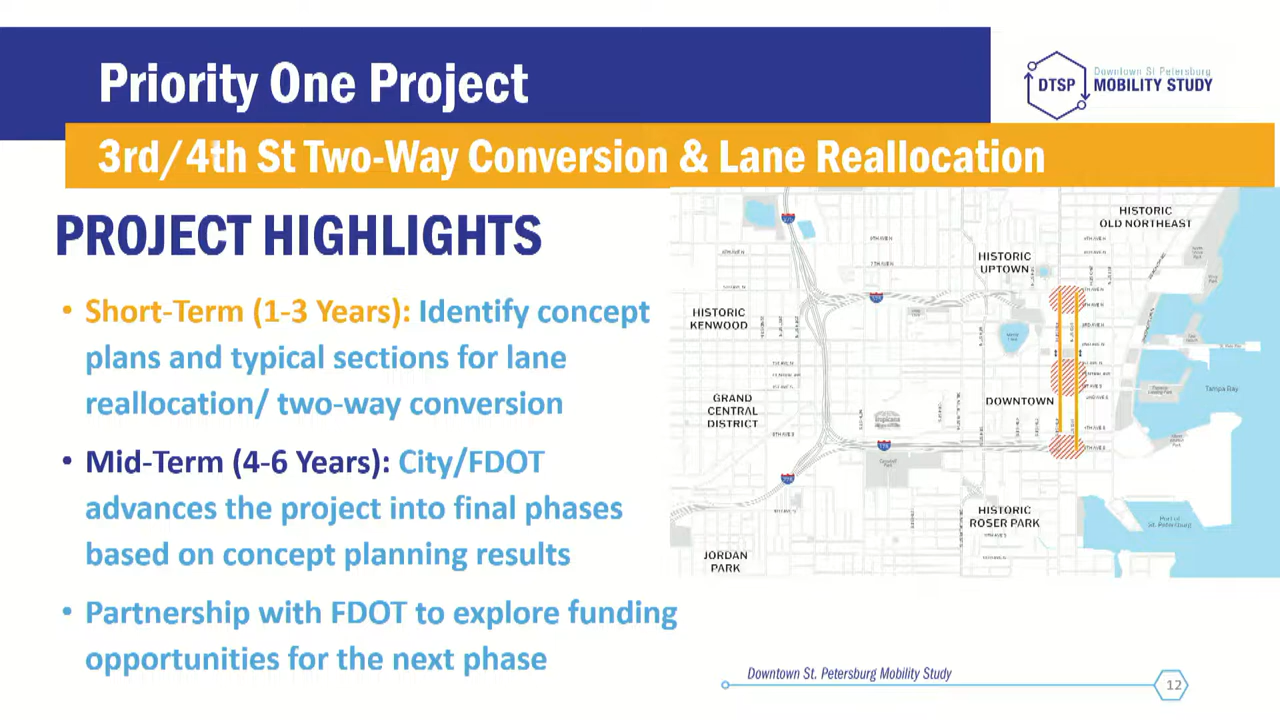 Priority One Project
DTSP
Downtown St Petersburg
MOBILITY STUDY
3rd/4th St Two-Way Conversion & Lane Reallocation
PROJECT HIGHLIGHTS
• Short-Term (1-3 Years): Identify concept
plans and typical sections for lane
reallocation/ two-way conversion
• Mid-Term (4-6 Years): City/FDOT
advances the project into final phases
based on concept planning results
• Partnership with FDOT to explore funding
opportunities for the next phase
HISTORIC
OLD NORTHEAST
HISTORIC
UPTOWN
HISTORIC
KENWOOD
GRAND
CENTRAL
DISTRICT
DOWNTOWN
Tampa Bay
HISTORIC
ROSER PARK
Port of
St. Petersburg
JORDAN
PARK
Downtown St. Petersburg Mobility Study
12